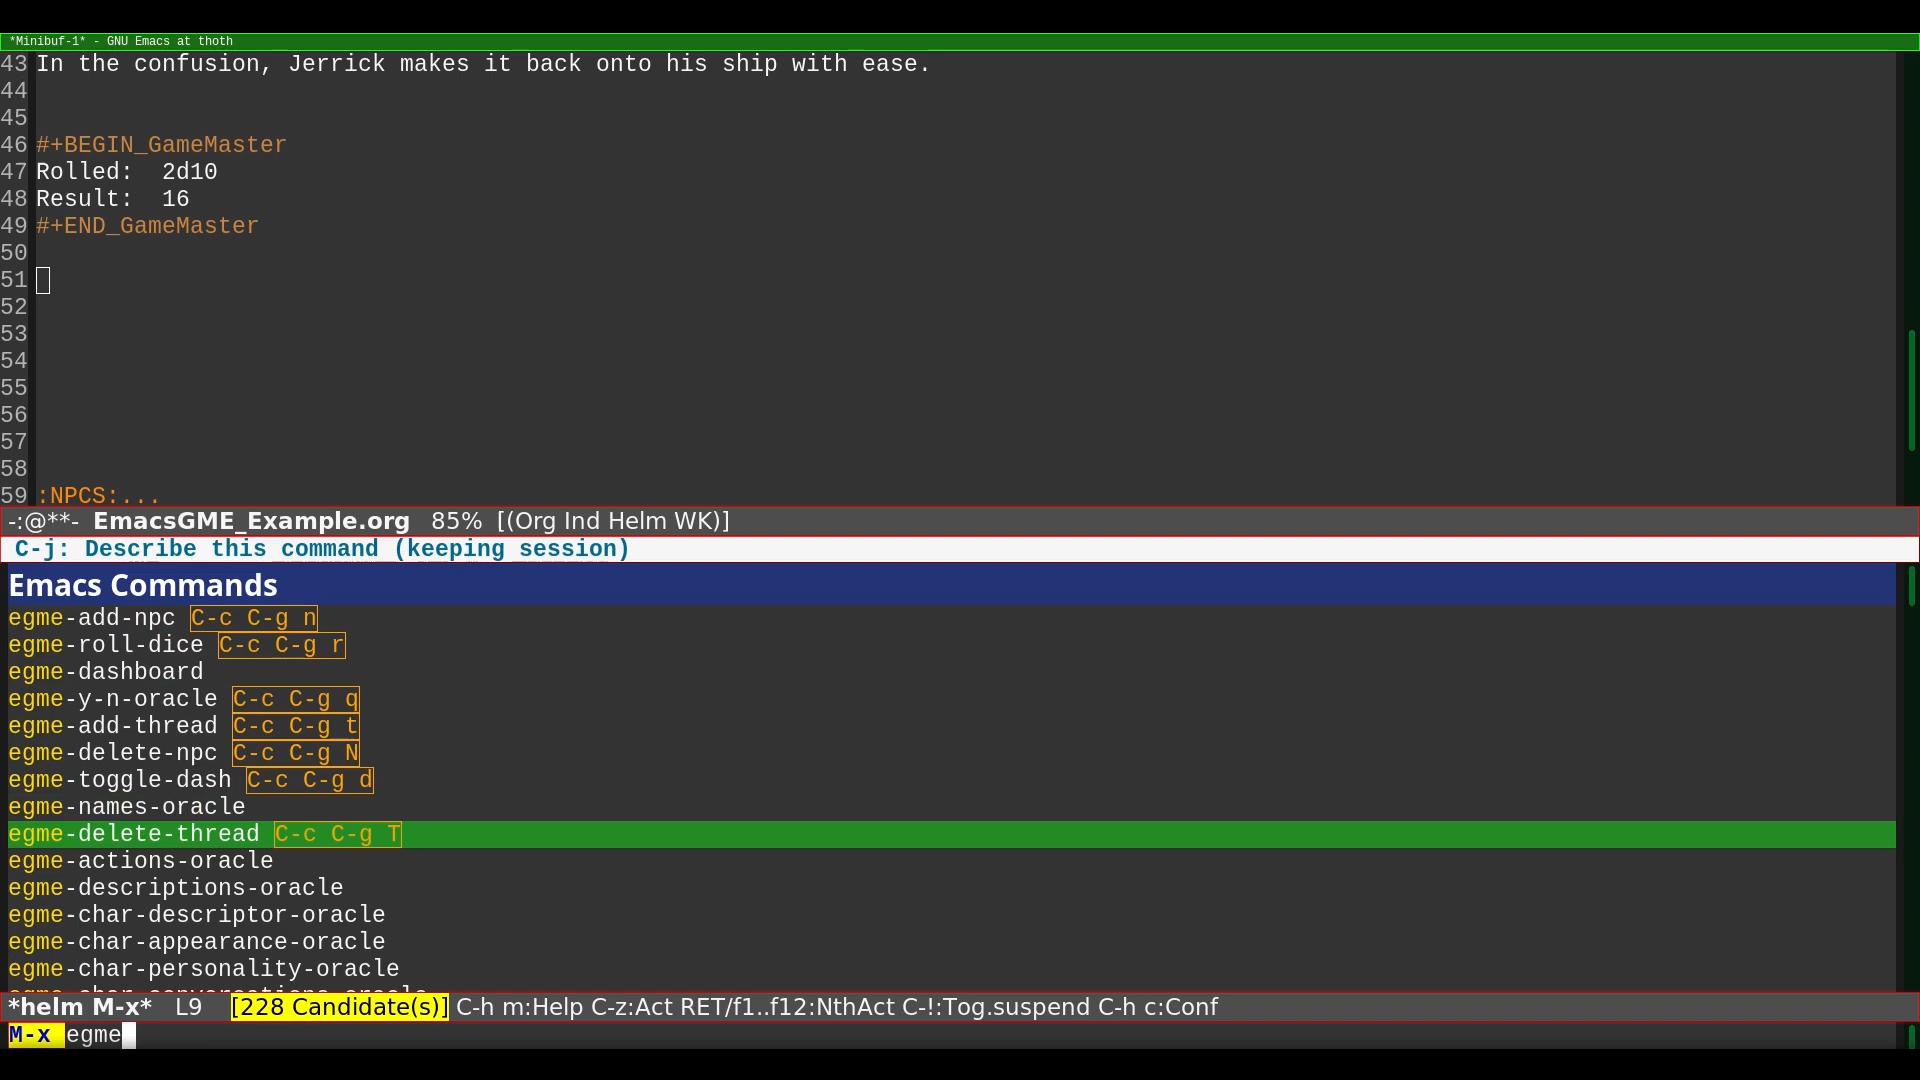 *Minibuf-1* - GNU Emacs at thoth
43 In the confusion, Jerrick makes it back onto his ship with ease.
44
45
46 #+BEGIN_GameMaster
47 Rolled:  2d10
48 Result:  16
49 #+END_GameMaster
50
51
52
53
54
55
56
57
58
59 :NPCS:...
-:@**-  EmacsGME_Example.org   85%  [(Org Ind Helm WK)]
C-j: Describe this command (keeping session)
Emacs Commands
egme-add-npc C-c C-g n
egme-roll-dice C-c C-g r
egme-dashboard
egme-y-n-oracle C-c C-g q
egme-add-thread C-c C-g t
egme-delete-npc C-c C-g N
egme-toggle-dash C-c C-g d
egme-names-oracle
egme-delete-thread C-c C-g T
egme-actions-oracle
egme-descriptions-oracle
egme-char-descriptor-oracle
egme-char-appearance-oracle
egme-char-personality-oracle
egme-char-conversations-oracle
*helm M-x*   L9   [228 Candidate(s)] C-h m:Help C-z:Act RET/f1..f12:NthAct C-!:Tog.suspend C-h c:Conf
M-x egme